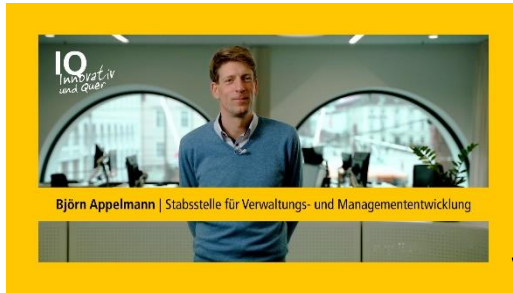 IQ
Innovativ
und Quer
Björn Appelmann | Stabsstelle für Verwaltungs- und Managemententwicklung